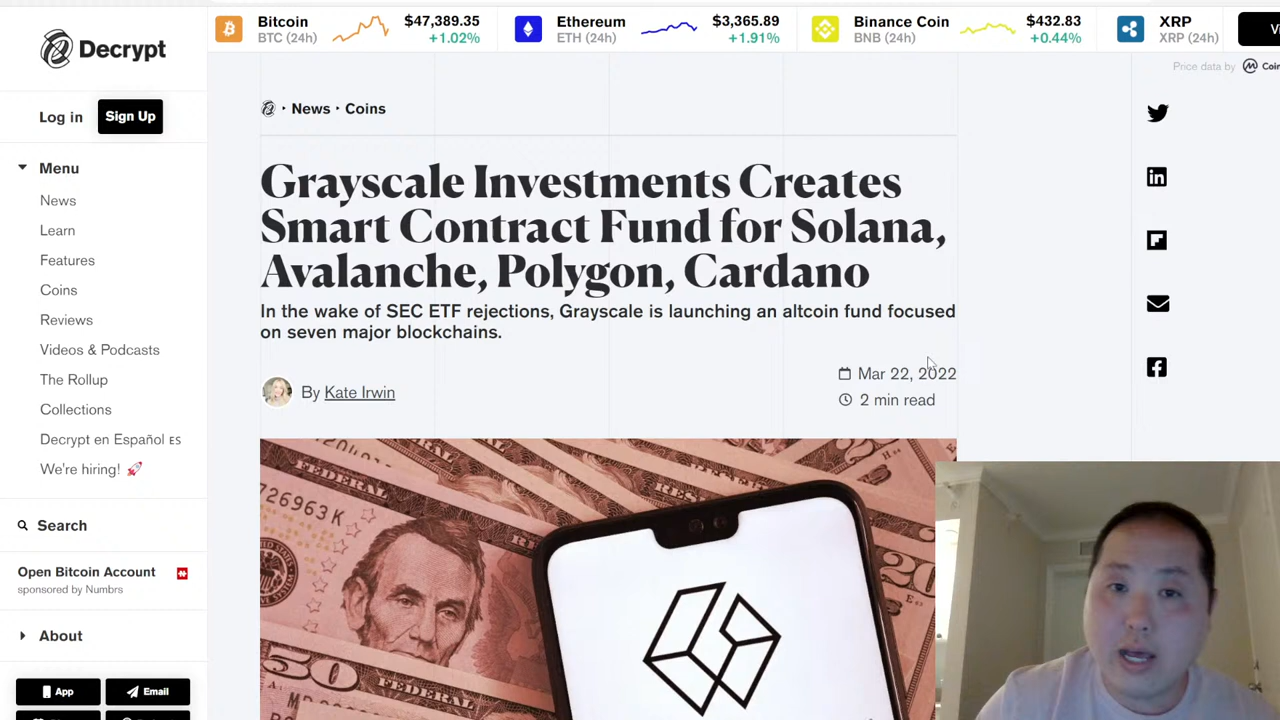 Decrypt
Bitcoin
BTC (24h)
$47,389.35
+1.02%
Ethereum
ETH (24h)
$3,365.89
+1.91%
Binance Coin
BNB (24h)
$432.83
+0.44%
XRP
XRP (24h)
Price data by
Log in
Sign Up
Menu
News
Learn
Features
Coins
Reviews
Videos & Podcasts
The Rollup
Collections
Decrypt en Español ES
We're hiring! 🚀
Search
Open Bitcoin Account
sponsored by Numbrs
About
App
Email
News · Coins
Grayscale Investments Creates
Smart Contract Fund for Solana,
Avalanche, Polygon, Cardano
In the wake of SEC ETF rejections, Grayscale is launching an altcoin fund focused
on seven major blockchains.
By Kate Irwin
Mar 22, 2022
2 min read
FEDERAL
FEDERAL
726963K
50
20